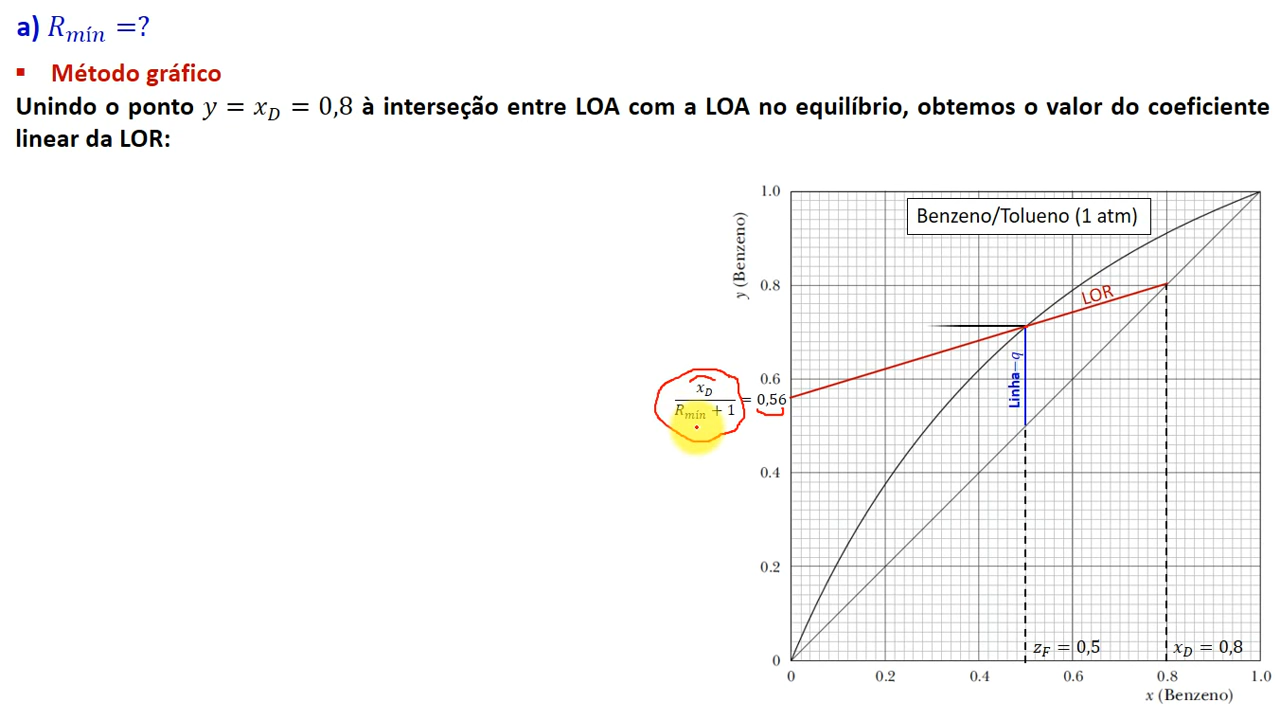 a) R_mín =?
▪ Método gráfico
Unindo o ponto y = x_D = 0,8 à interseção entre LOA com a LOA no equilíbrio, obtemos o valor do coeficiente
linear da LOR:
Benzeno/Tolueno (1 atm)
y (Benzeno)
1.0
0.8
0.6
0.4
0.2
0
LOR
Linha−q
x_D / (R_mín + 1) = 0,56
z_F = 0,5
x_D = 0,8
0 0.2 0.4 0.6 0.8 1.0
x (Benzeno)